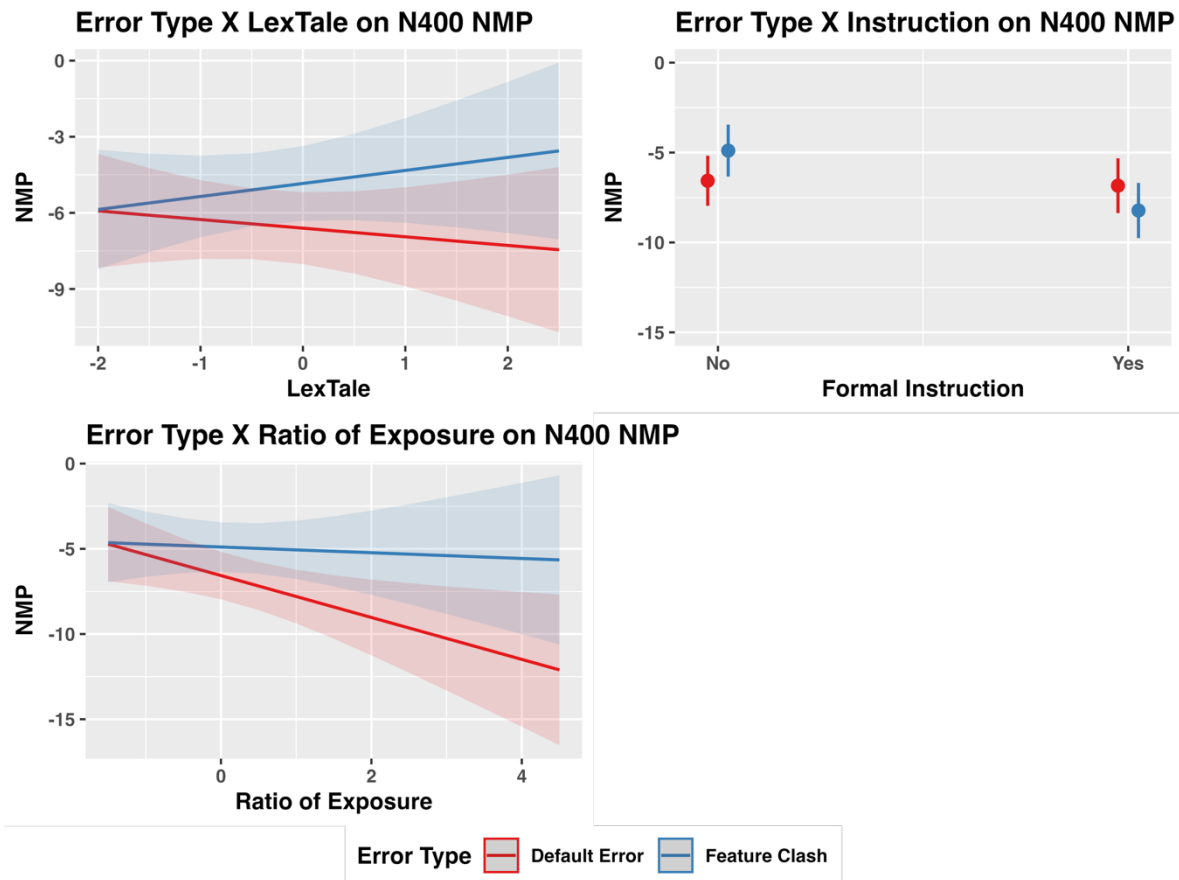 Error Type X LexTale on N400 NMP
0
-3
-6
-9
NMP
-2 -1 0 1 2
LexTale
Error Type X Instruction on N400 NMP
0
-5
-10
-15
NMP
No Yes
Formal Instruction
Error Type X Ratio of Exposure on N400 NMP
0
-5
-10
-15
NMP
0 2 4
Ratio of Exposure
Error Type Default Error Feature Clash